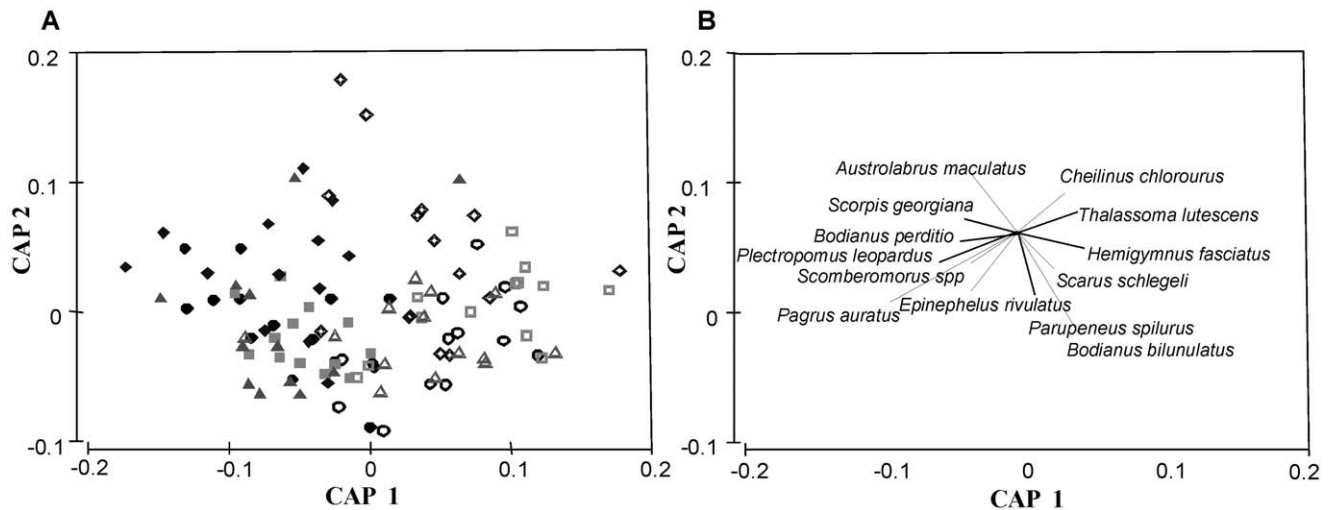 A
0.2
0.1
0
-0.1
-0.2
-0.1
0
0.1
0.2
CAP 2
CAP 1
B
0.2
0.1
0
-0.1
-0.2
-0.1
0
0.1
0.2
CAP 2
CAP 1
Austrolabrus maculatus
Cheilinus chlorourus
Scorpis georgiana
Thalassoma lutescens
Bodianus perditio
Plectropomus leopardus
Hemigymnus fasciatus
Scomberomorus spp
Scarus schlegeli
Pagrus auratus
Epinephelus rivulatus
Parupeneus spilurus
Bodianus bilunulatus